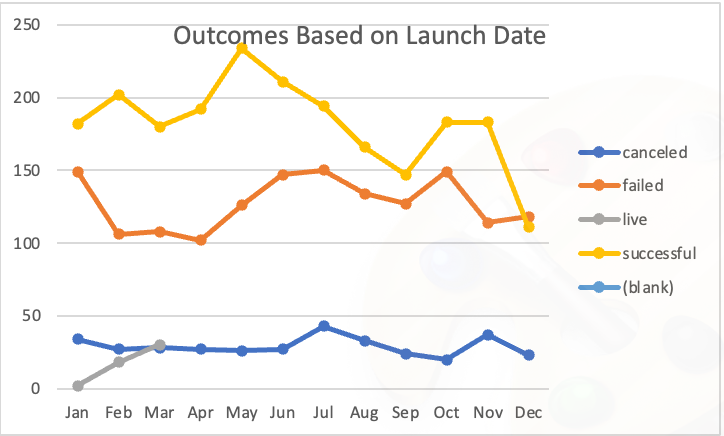 Outcomes Based on Launch Date
250
200
150
100
50
0
Jan Feb Mar Apr May Jun Jul Aug Sep Oct Nov Dec
canceled
failed
live
successful
(blank)